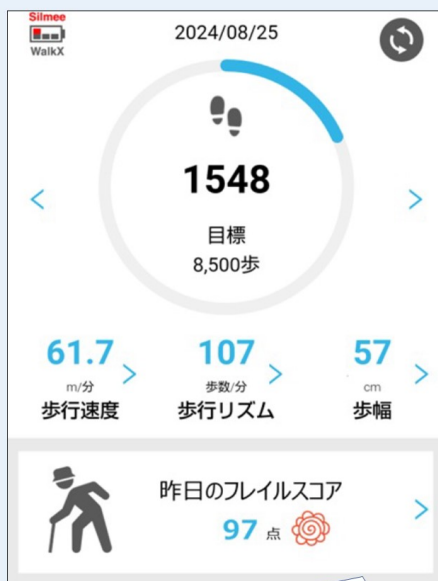 Silmee
2024/08/25
WalkX
1548
目標
8,500歩
61.7
107
57
m/分
歩数/分
cm
歩行速度
歩行リズム
歩幅
昨日のフレイルスコア
97 点